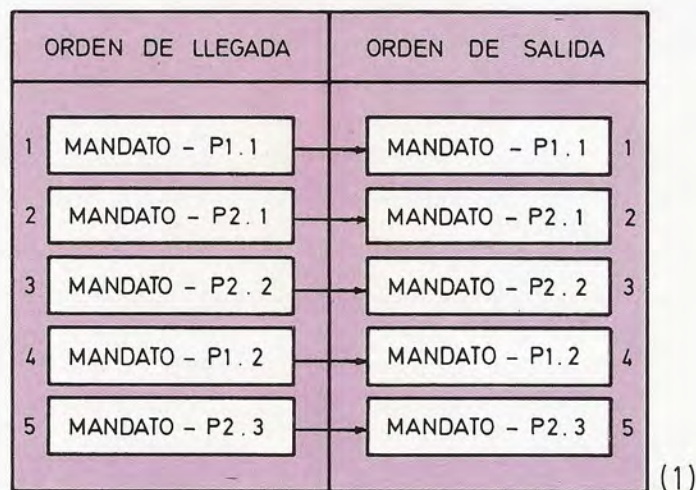 ORDEN DE LLEGADA ORDEN DE SALIDA
1 MANDATO - P1.1 MANDATO - P1.1 1
2 MANDATO - P2.1 MANDATO - P2.1 2
3 MANDATO - P2.2 MANDATO - P2.2 3
4 MANDATO - P1.2 MANDATO - P1.2 4
5 MANDATO - P2.3 MANDATO - P2.3 5
(1)